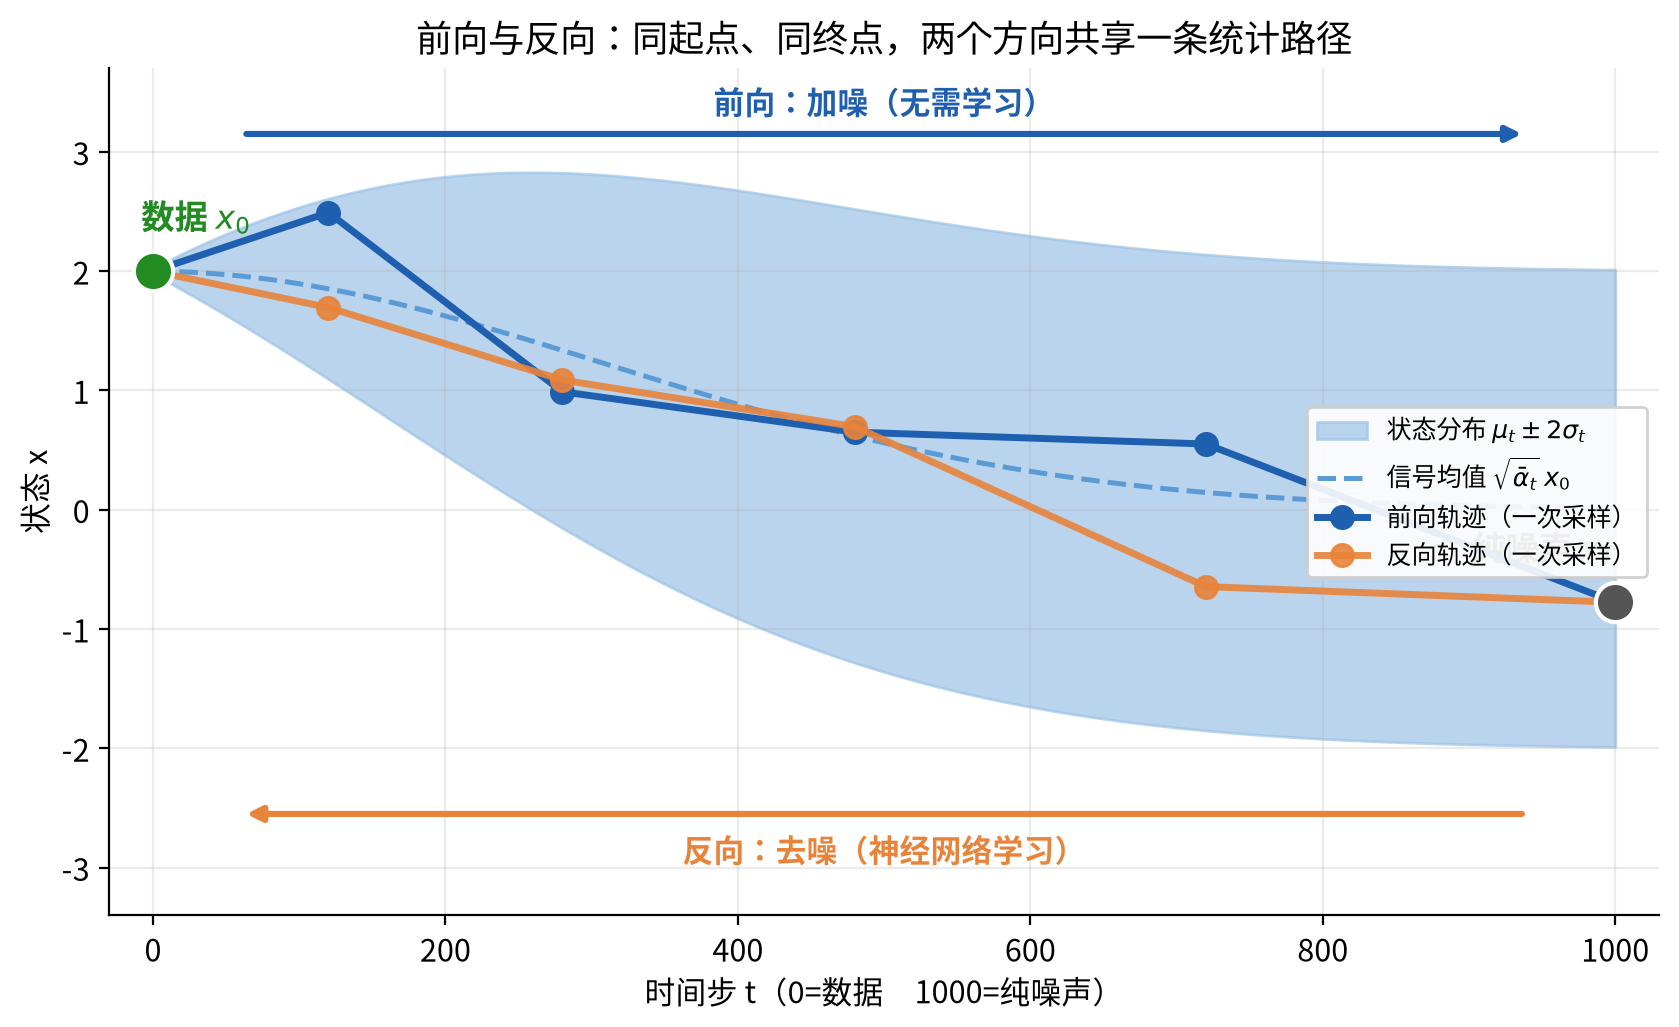 前向与反向：同起点、同终点，两个方向共享一条统计路径
前向：加噪（无需学习）
数据 x₀
状态 x
3
2
1
0
-1
-2
-3
状态分布 μₜ ± 2σₜ
信号均值 √ᾱₜ x₀
前向轨迹（一次采样）
反向轨迹（一次采样）
反向：去噪（神经网络学习）
0 200 400 600 800 1000
时间步 t（0=数据　1000=纯噪声）